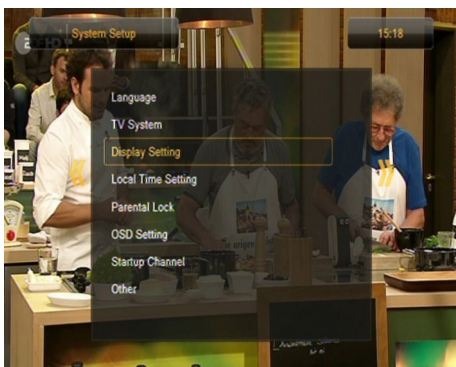 System Setup
15:18
Language
TV System
Display Setting
Local Time Setting
Parental Lock
OSD Setting
Startup Channel
Other